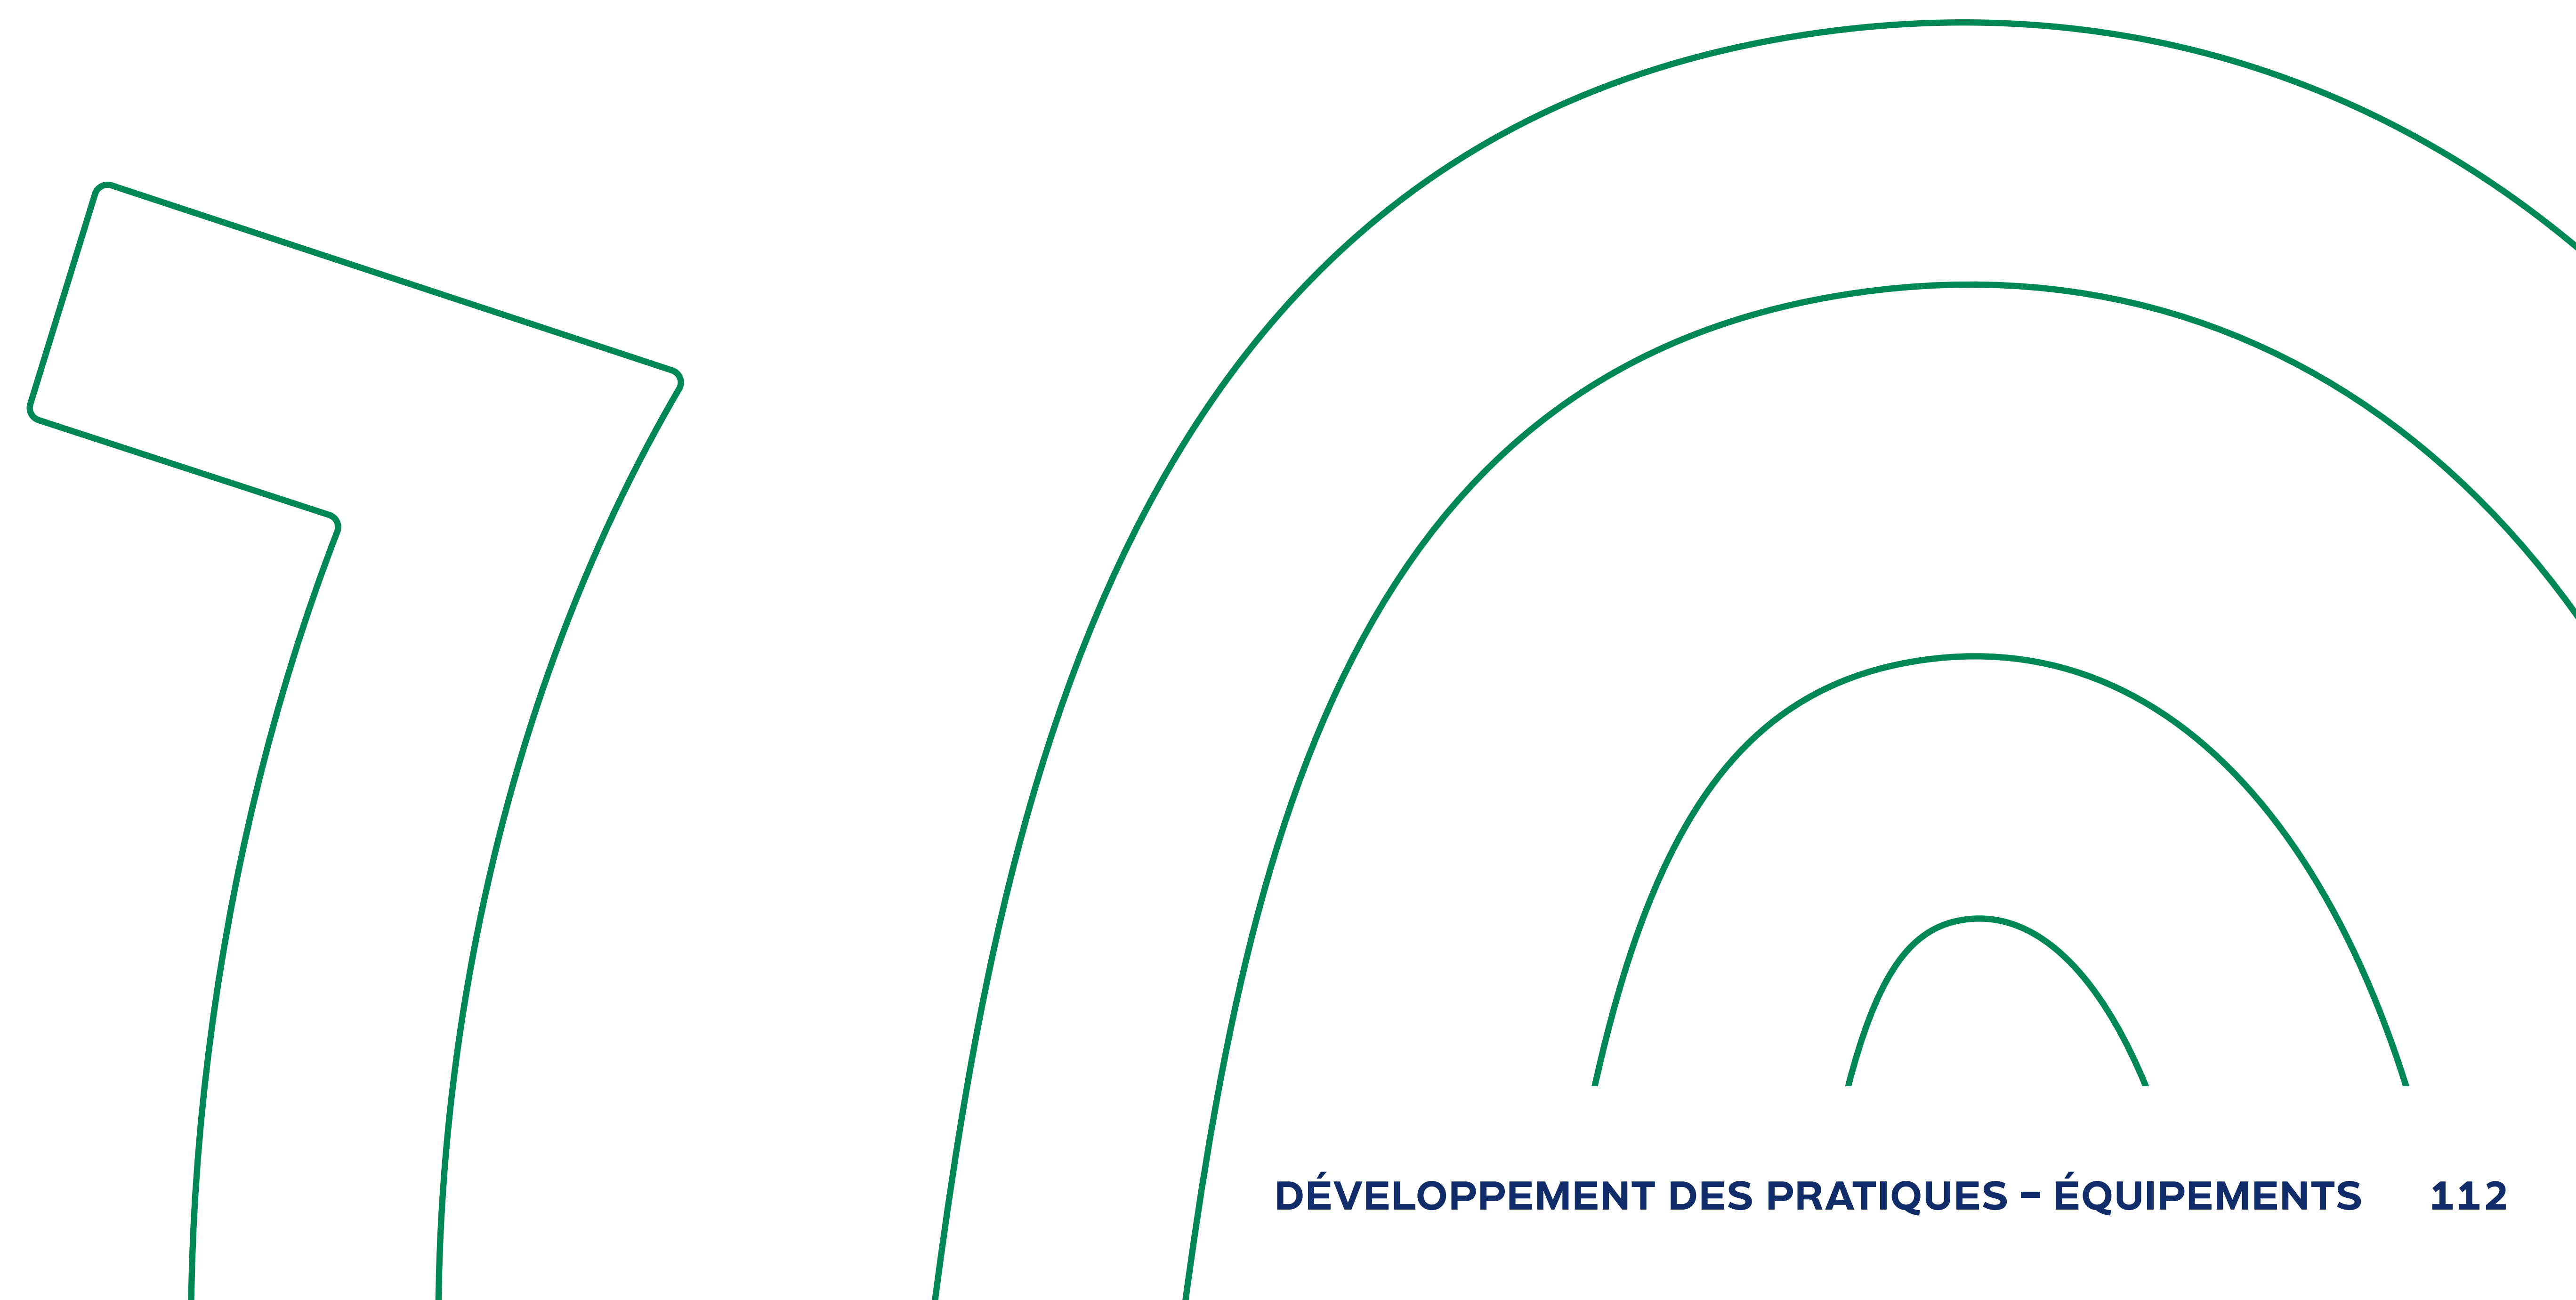 DÉVELOPPEMENT DES PRATIQUES – ÉQUIPEMENTS 112